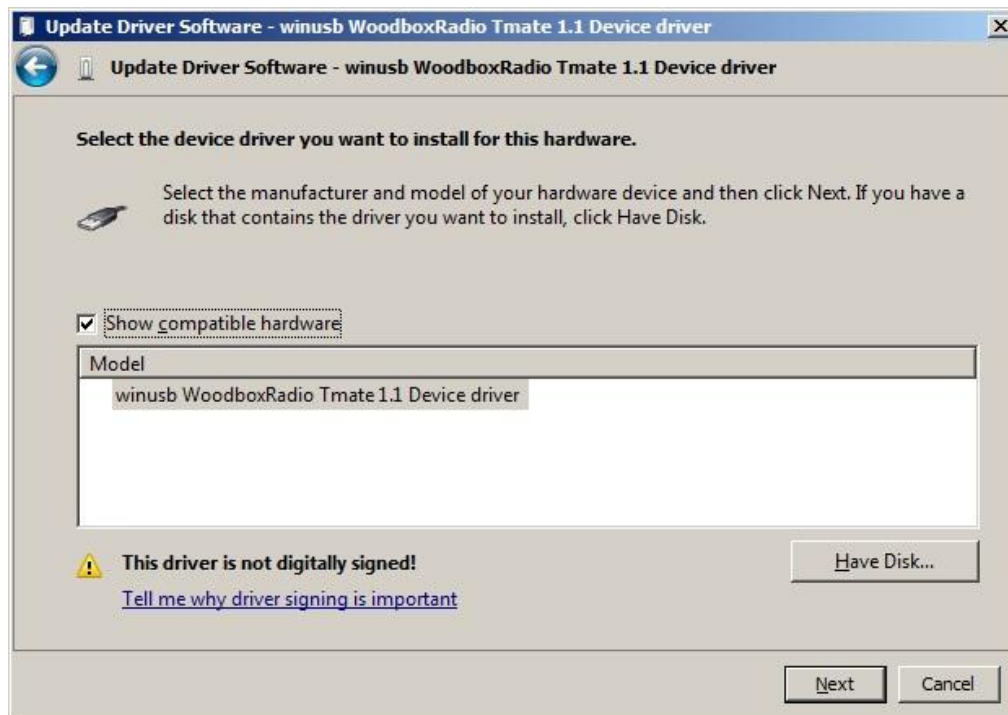 Update Driver Software - winusb WoodboxRadio Tmate 1.1 Device driver
Update Driver Software - winusb WoodboxRadio Tmate 1.1 Device driver
Select the device driver you want to install for this hardware.
Select the manufacturer and model of your hardware device and then click Next. If you have a
disk that contains the driver you want to install, click Have Disk.
Show compatible hardware
Model
winusb WoodboxRadio Tmate 1.1 Device driver
This driver is not digitally signed!
Have Disk...
Tell me why driver signing is important
Next
Cancel